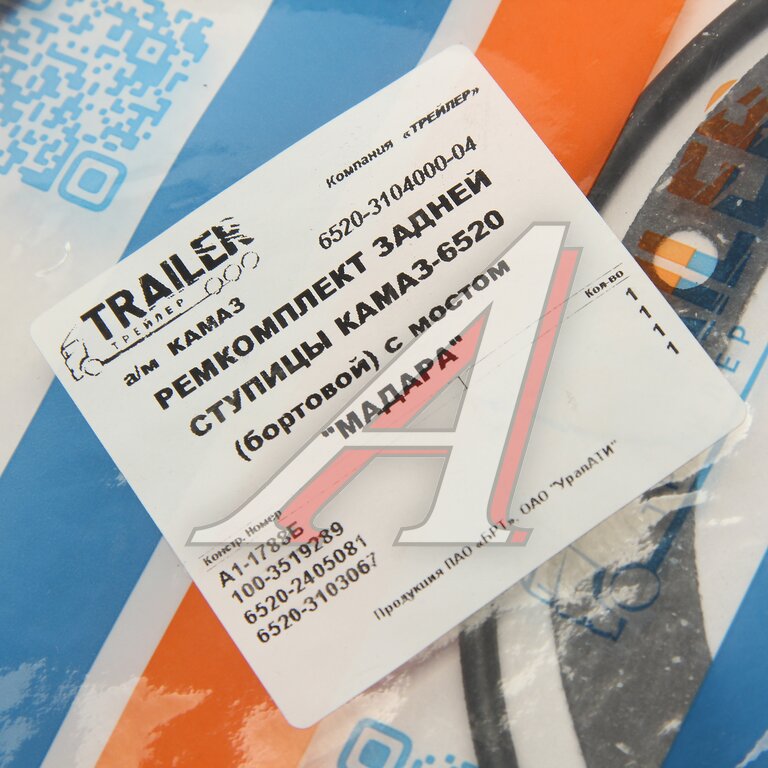 Компания «ТРЕЙЛЕР»
TRAILER
ТРЕЙЛЕР
6520-3104000-04
а/м КАМАЗ
РЕМКОМПЛЕКТ ЗАДНЕЙ
СТУПИЦЫ КАМАЗ-6520
(бортовой) с мостом
"МАДАРА"
Констр. Номер Кол-во
А1-1788Б 1
100-3519289 1
6520-2405081 1
6520-3103067 1
Продукция ПАО «БРТ», ОАО "УралАТИ"